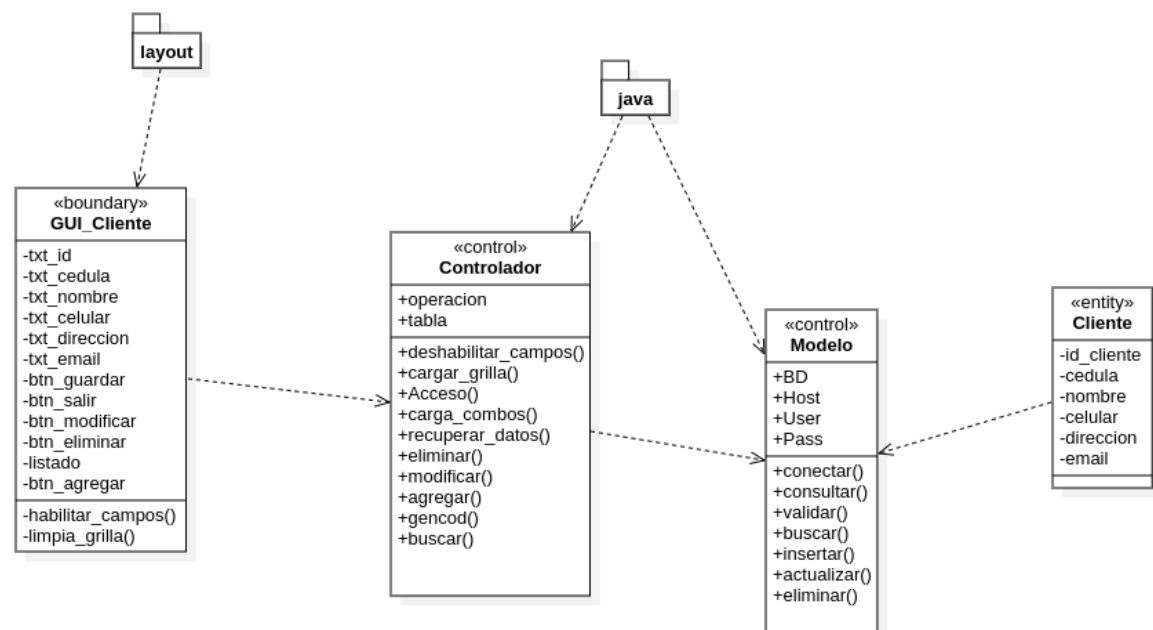 layout
java
«boundary»
GUI_Cliente
-txt_id
-txt_cedula
-txt_nombre
-txt_celular
-txt_direccion
-txt_email
-btn_guardar
-btn_salir
-btn_modificar
-btn_eliminar
-listado
-btn_agregar
-habilitar_campos()
-limpia_grilla()
«control»
Controlador
+operacion
+tabla
+deshabilitar_campos()
+cargar_grilla()
+Acceso()
+carga_combos()
+recuperar_datos()
+eliminar()
+modificar()
+agregar()
+gencod()
+buscar()
«control»
Modelo
+BD
+Host
+User
+Pass
+conectar()
+consultar()
+validar()
+buscar()
+insertar()
+actualizar()
+eliminar()
«entity»
Cliente
-id_cliente
-cedula
-nombre
-celular
-direccion
-email